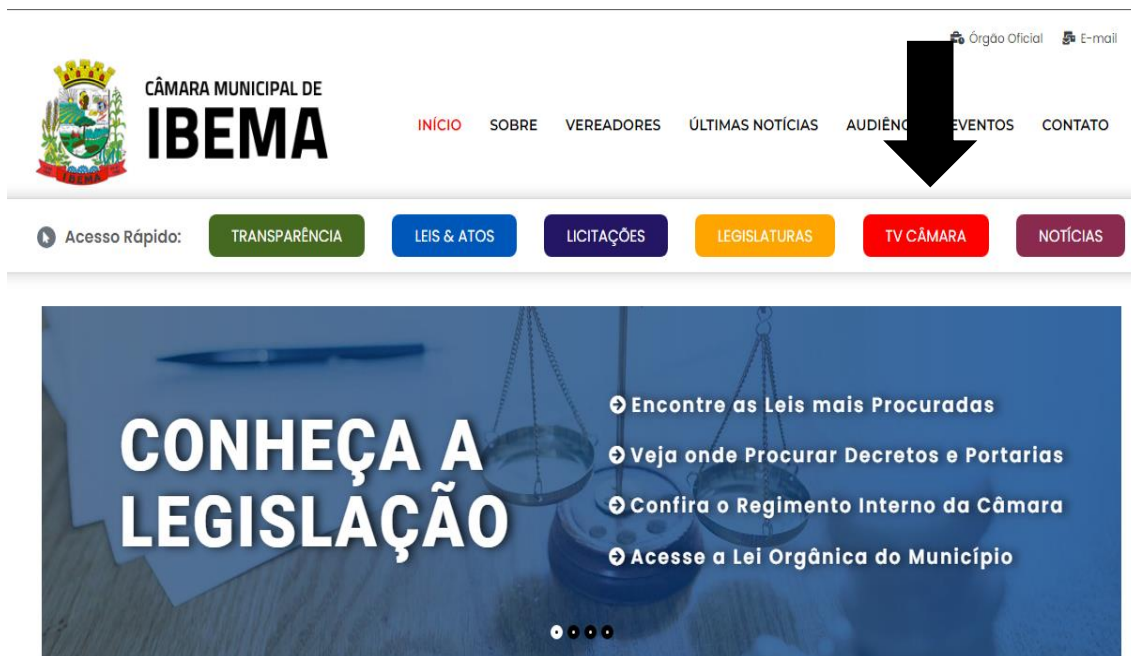 Órgão Oficial E-mail
CÂMARA MUNICIPAL DE
IBEMA
INÍCIO SOBRE VEREADORES ÚLTIMAS NOTÍCIAS EVENTOS CONTATO
IBEMA
Acesso Rápido: TRANSPARÊNCIA LEIS & ATOS LICITAÇÕES LEGISLATURAS TV CÂMARA NOTÍCIAS
CONHEÇA A
LEGISLAÇÃO
Encontre as Leis mais Procuradas
Veja onde Procurar Decretos e Portarias
Confira o Regimento Interno da Câmara
Acesse a Lei Orgânica do Município